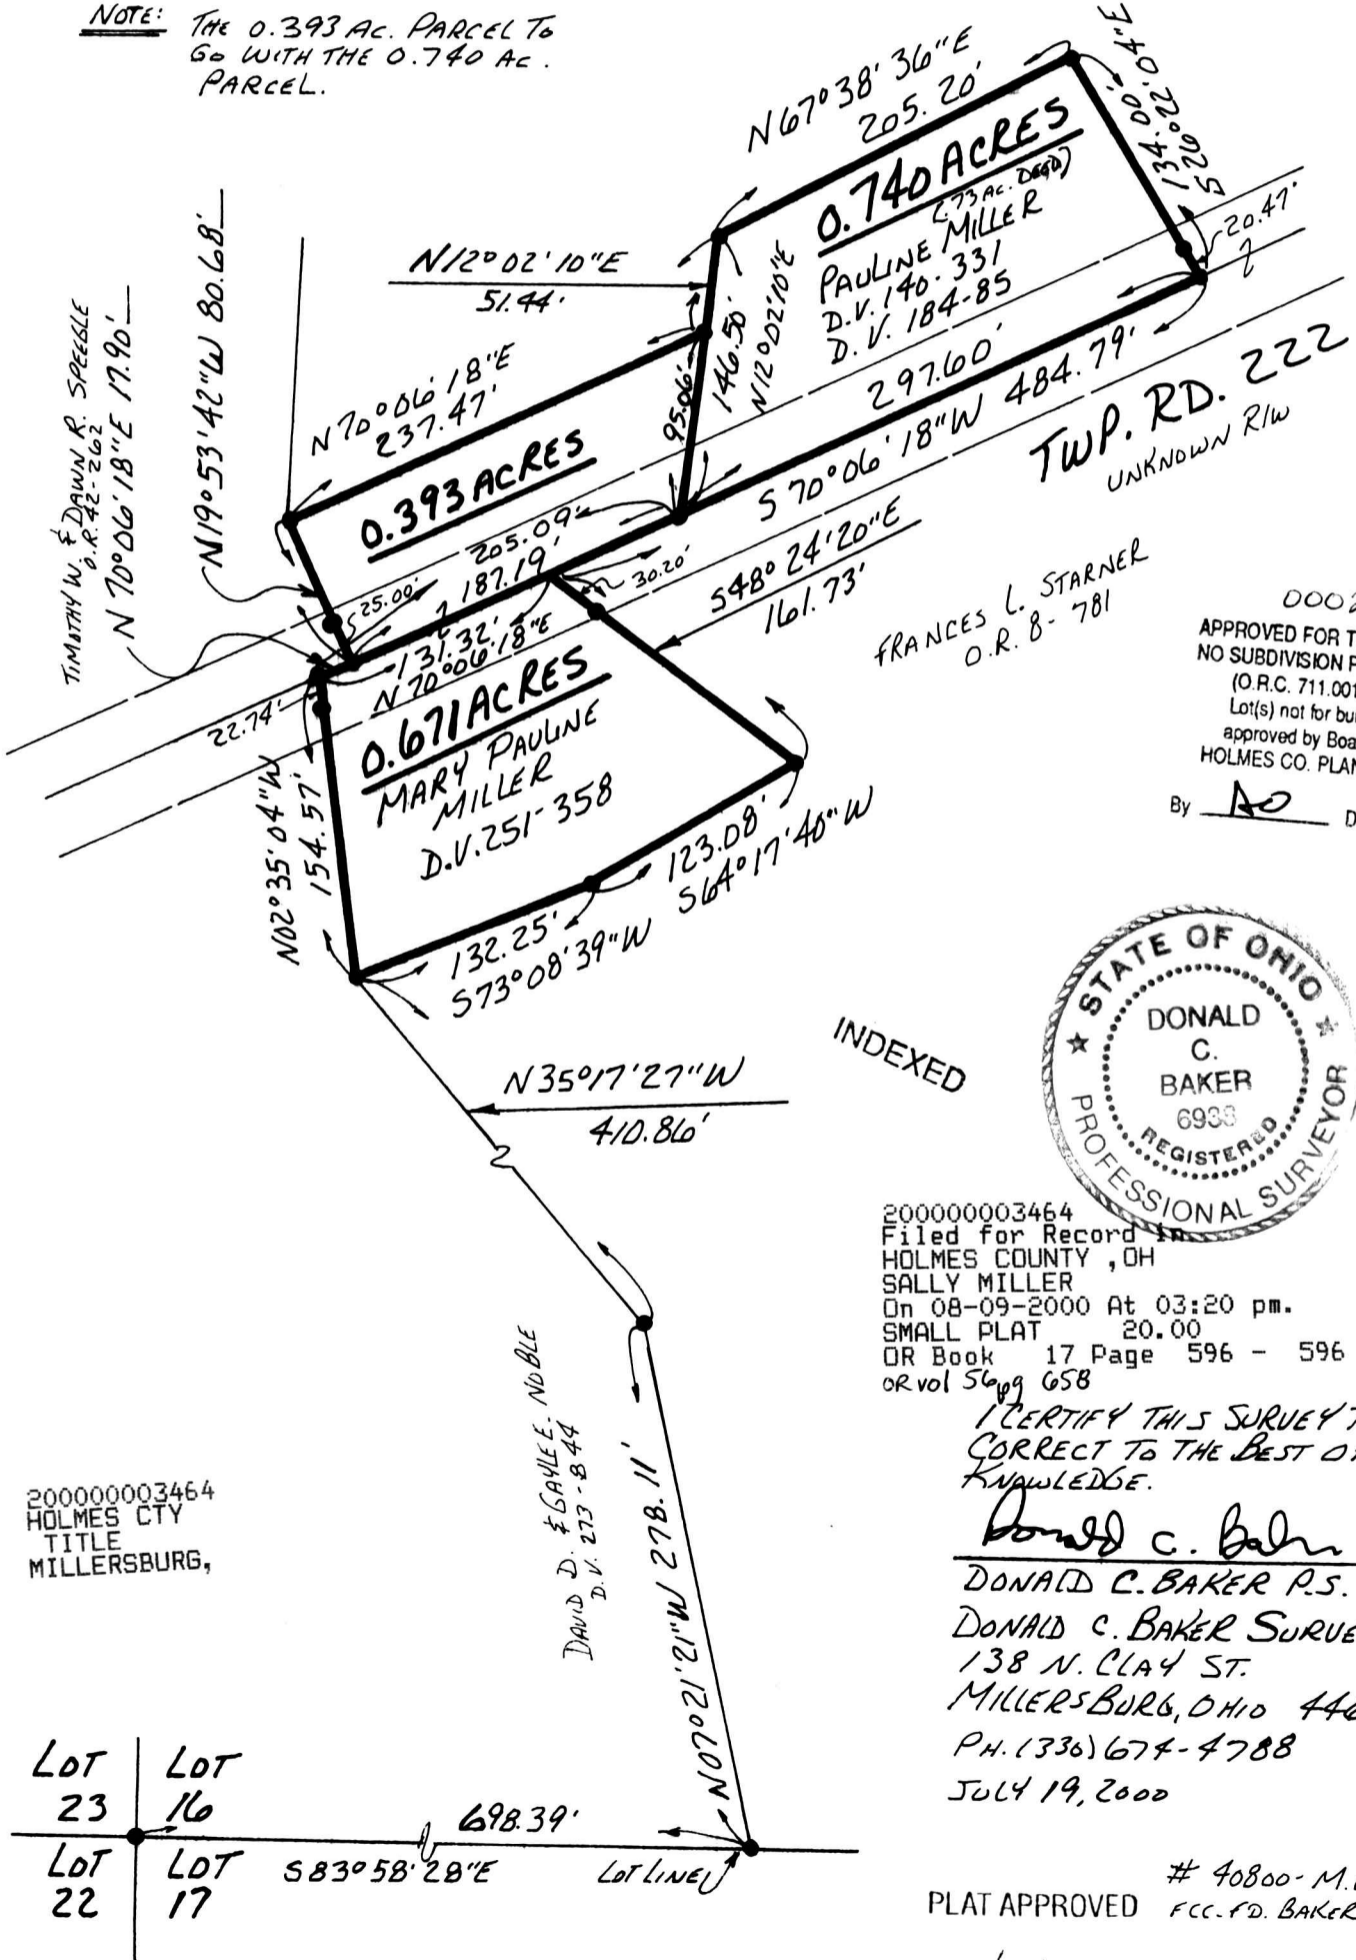 NOTE: THE 0.393 AC. PARCEL TO
GO WITH THE 0.740 AC.
PARCEL.
N67°38'36"E
205.20'
134.00'
S26°22'04"E
20.47'
0.740 ACRES
(.73 AC. DEED)
PAULINE MILLER
D.V. 140-331
D.V. 184-85
N12°02'10"E
51.44'
95.06'
146.50'
N12°02'10"E
297.60'
S70°06'18"W 484.79'
TWP. RD. 222
UNKNOWN R/W
TIMOTHY W. & DAWN R. SPEELE
O.R. 42-262
N70°06'18"E 17.90'
N19°53'42"W 80.68'
N70°06'18"E
237.47'
0.393 ACRES
205.09'
187.19'
25.00'
30.20'
131.32'
N70°06'18"E
22.74'
S48°24'20"E
161.73'
FRANCES L. STARNER
O.R. 8-781
0.671 ACRES
MARY PAULINE
MILLER
D.V. 251-358
N02°35'04"W
154.57'
123.08'
S64°17'40"W
132.25'
S73°08'39"W
0002
APPROVED FOR T
NO SUBDIVISION P
(O.R.C. 711.001
Lot(s) not for bu
approved by Boa
HOLMES CO. PLAN
By AO D
INDEXED
STATE OF OHIO
DONALD
C.
BAKER
6938
REGISTERED
PROFESSIONAL SURVEYOR
N35°17'27"W
410.86'
200000003464
Filed for Record in
HOLMES COUNTY ,OH
SALLY MILLER
On 08-09-2000 At 03:20 pm.
SMALL PLAT 20.00
OR Book 17 Page 596 - 596
OR vol 56 pg 658
I CERTIFY THIS SURVEY T
CORRECT TO THE BEST O
KNOWLEDGE.
Donald C. Baker
DONALD C. BAKER P.S.
DONALD C. BAKER SURVE
138 N. CLAY ST.
MILLERSBURG, OHIO 446
PH. (330) 674-4788
JULY 19, 2000
DAVID D. & GAYLE E. NOBLE
D.V. 273-844
N07°21'21"W 278.11'
200000003464
HOLMES CTY
TITLE
MILLERSBURG,
LOT LOT
23 16
698.39'
LOT LOT
22 17
S83°58'28"E
LOT LINE
PLAT APPROVED
# 40800-M.
FCC-FD. BAKER